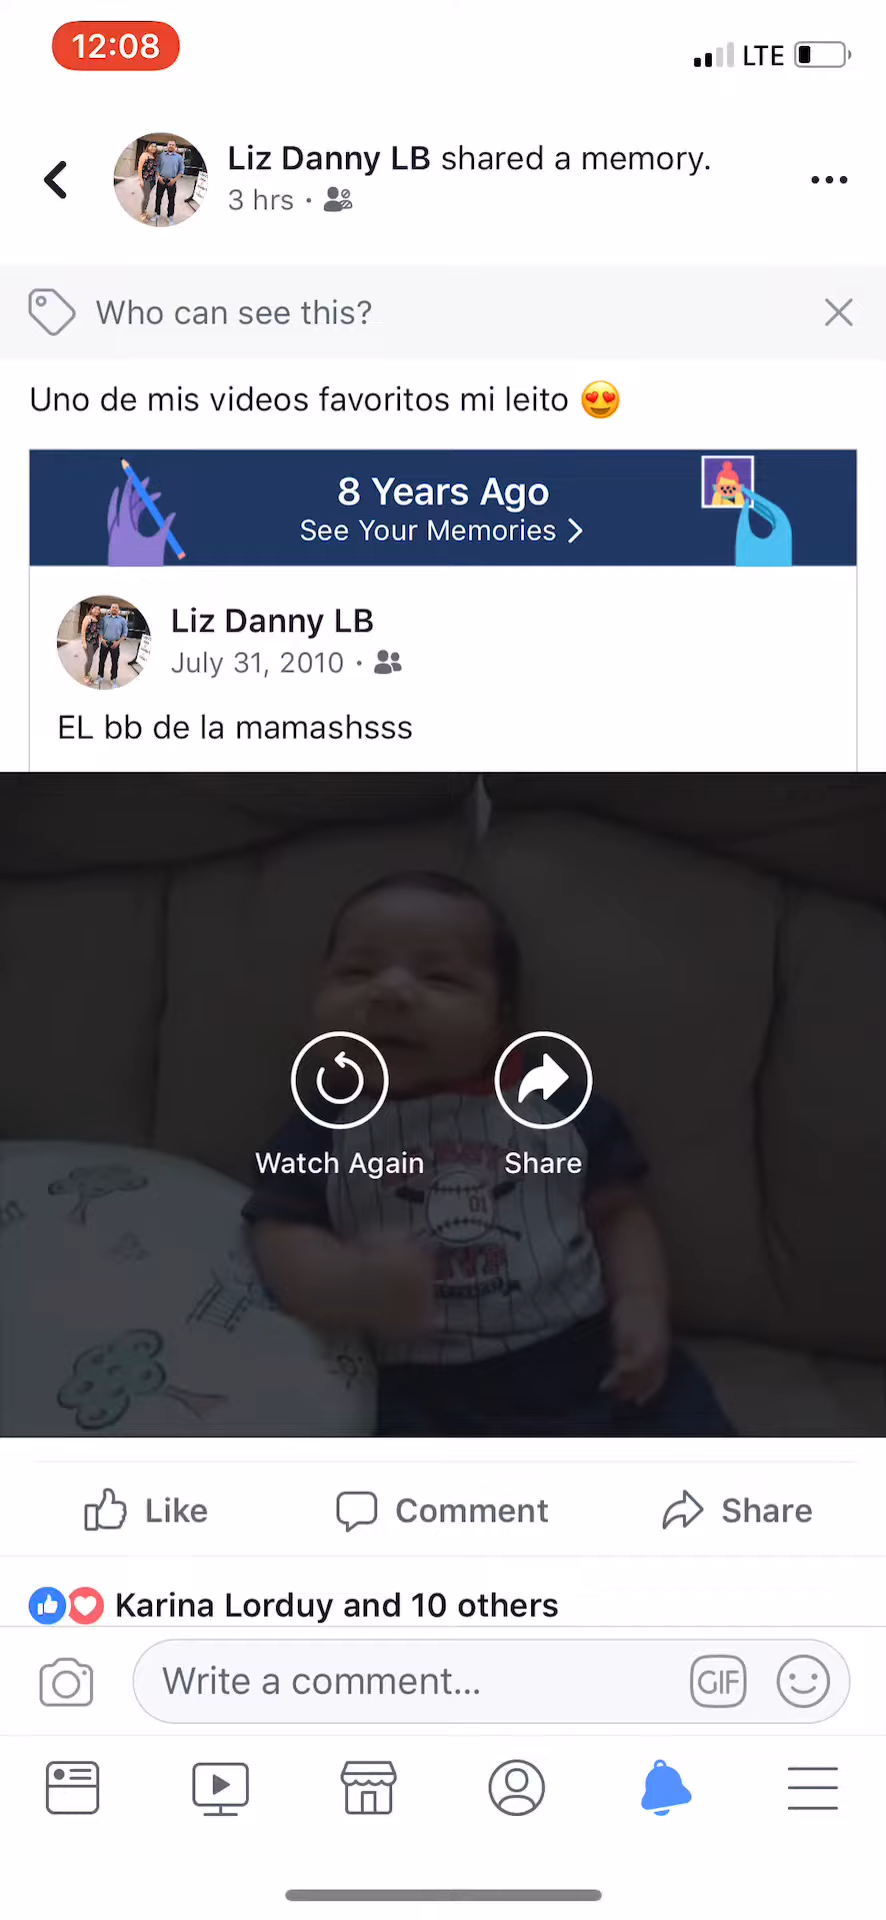 12:08
LTE
Liz Danny LB shared a memory.
3 hrs ·
Who can see this?
Uno de mis videos favoritos mi leito 😍
8 Years Ago
See Your Memories
Liz Danny LB
July 31, 2010 ·
EL bb de la mamashsss
Watch Again
Share
Like
Comment
Share
Karina Lorduy and 10 others
Write a comment...
GIF